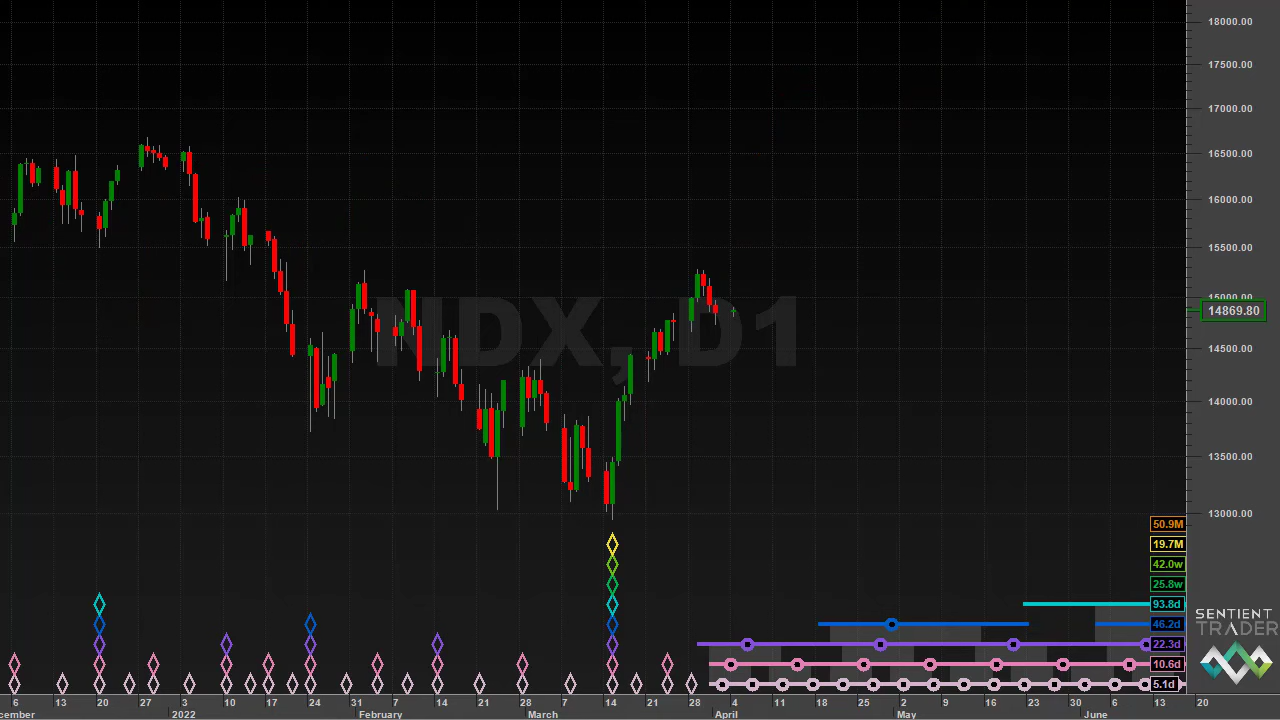 18000.00
17500.00
17000.00
16500.00
16000.00
15500.00
15000.00
NDX, D1
14869.80
14500.00
14000.00
13500.00
13000.00
50.9M
19.7M
42.0w
25.8w
93.8d
46.2d
22.3d
10.6d
5.1d
SENTIENT
TRADER
6 13 20 27 3 10 17 24 31 7 14 21 28 7 14 21 28 4 11 18 25 2 9 16 23 30 6 13 20
cember 2022 February March April May June